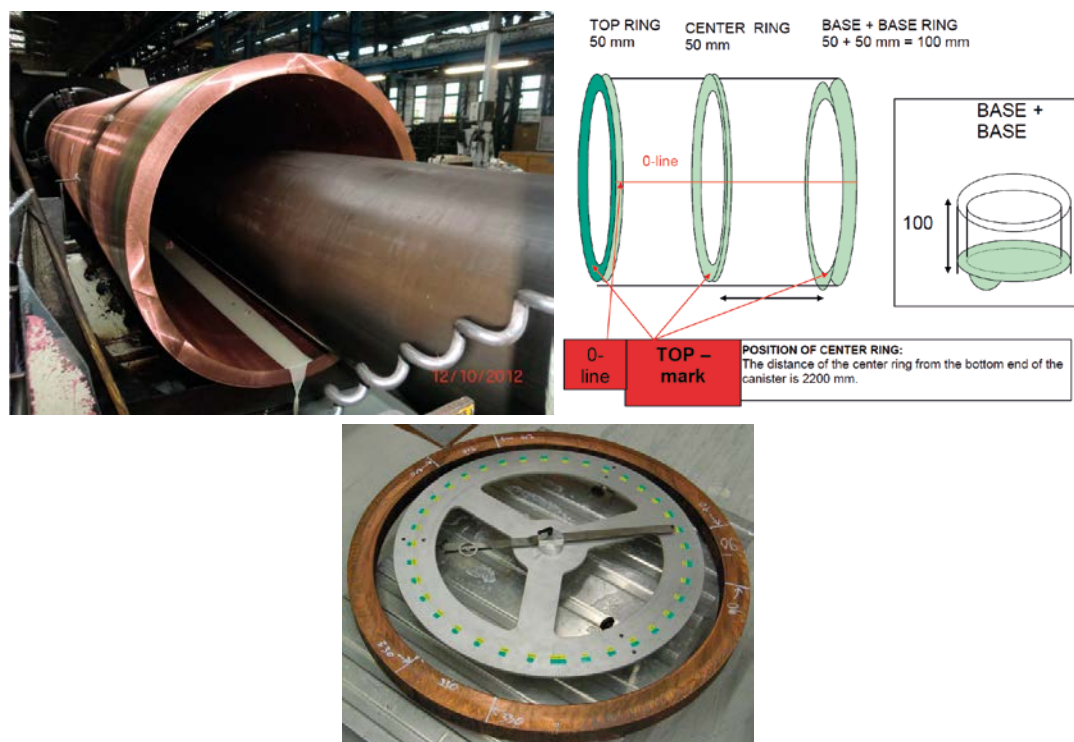 12/10/2012
TOP RING
50 mm
CENTER RING
50 mm
BASE + BASE RING
50 + 50 mm = 100 mm
0-line
BASE +
BASE
100
0-
line
TOP –
mark
POSITION OF CENTER RING:
The distance of the center ring from the bottom end of the
canister is 2200 mm.
90
330